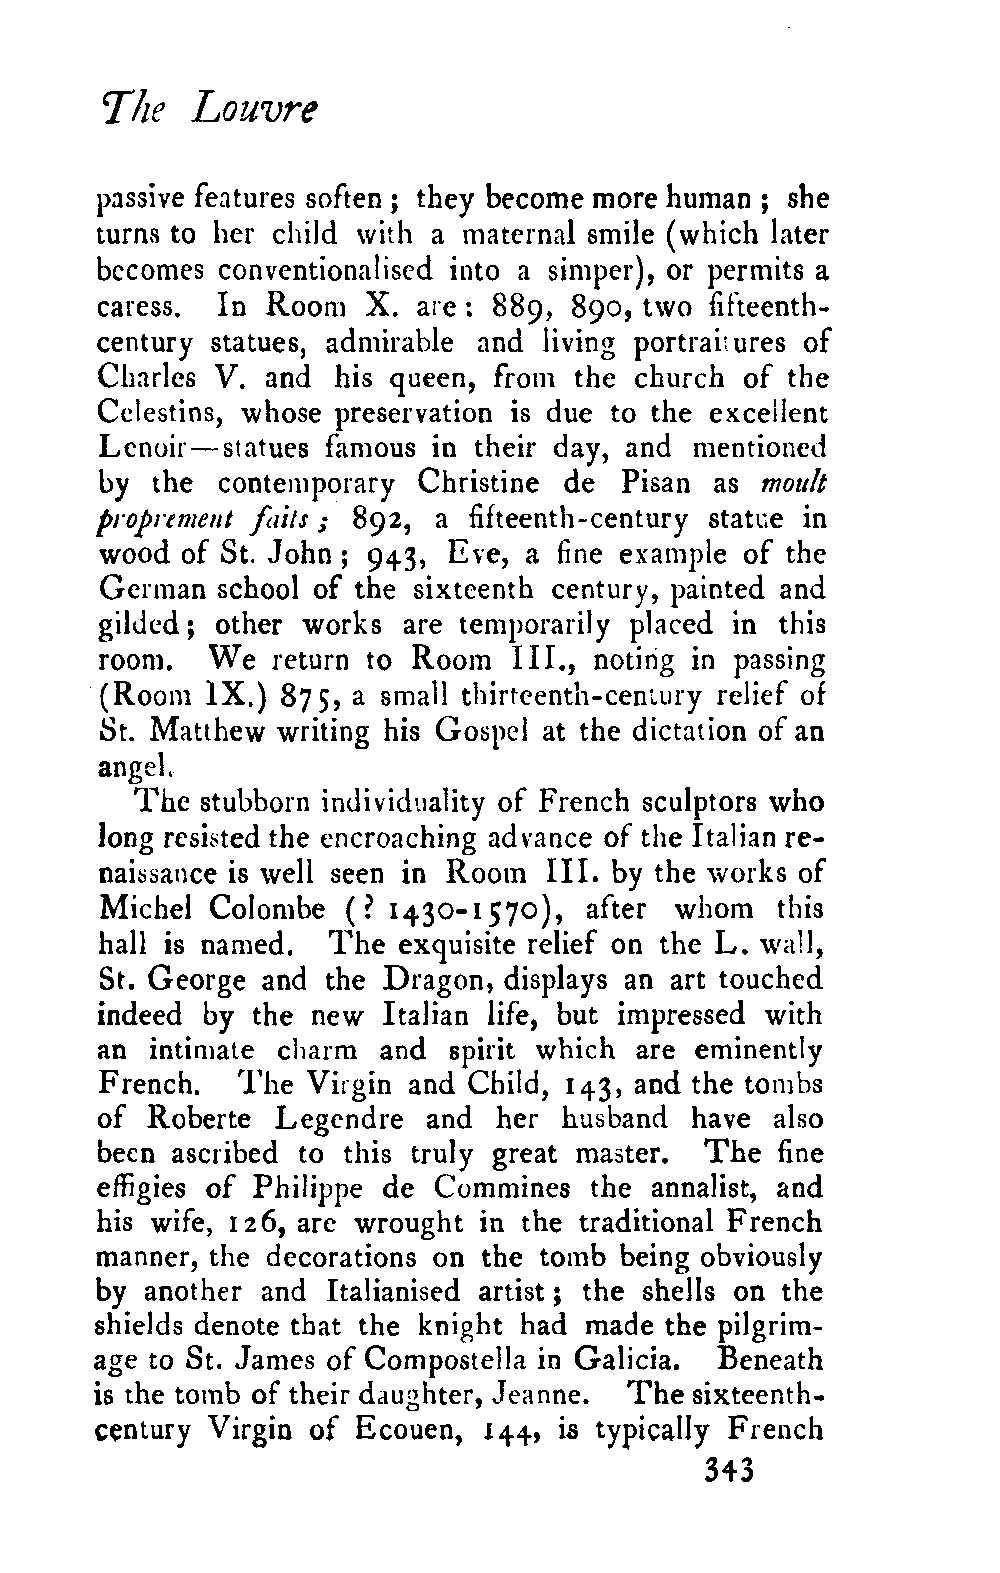 The Louvre
passive features soften ; they become more human ; she
turns to her child with a maternal smile (which later
becomes conventionalised into a simper), or permits a
caress. In Room X. are: 889, 890, two fifteenth-
century statues, admirable and living portraitures of
Charles V. and his queen, from the church of the
Celestins, whose preservation is due to the excellent
Lenoir—statues famous in their day, and mentioned
by the contemporary Christine de Pisan as moult
proprement faits ; 892, a fifteenth-century statue in
wood of St. John ; 943, Eve, a fine example of the
German school of the sixteenth century, painted and
gilded ; other works are temporarily placed in this
room. We return to Room III., noting in passing
(Room IX.) 875, a small thirteenth-century relief of
St. Matthew writing his Gospel at the dictation of an
angel.
The stubborn individuality of French sculptors who
long resisted the encroaching advance of the Italian re-
naissance is well seen in Room III. by the works of
Michel Colombe (? 1430-1570), after whom this
hall is named. The exquisite relief on the L. wall,
St. George and the Dragon, displays an art touched
indeed by the new Italian life, but impressed with
an intimate charm and spirit which are eminently
French. The Virgin and Child, 143, and the tombs
of Roberte Legendre and her husband have also
been ascribed to this truly great master. The fine
effigies of Philippe de Commines the annalist, and
his wife, 126, are wrought in the traditional French
manner, the decorations on the tomb being obviously
by another and Italianised artist ; the shells on the
shields denote that the knight had made the pilgrim-
age to St. James of Compostella in Galicia. Beneath
is the tomb of their daughter, Jeanne. The sixteenth-
century Virgin of Ecouen, 144, is typically French
343